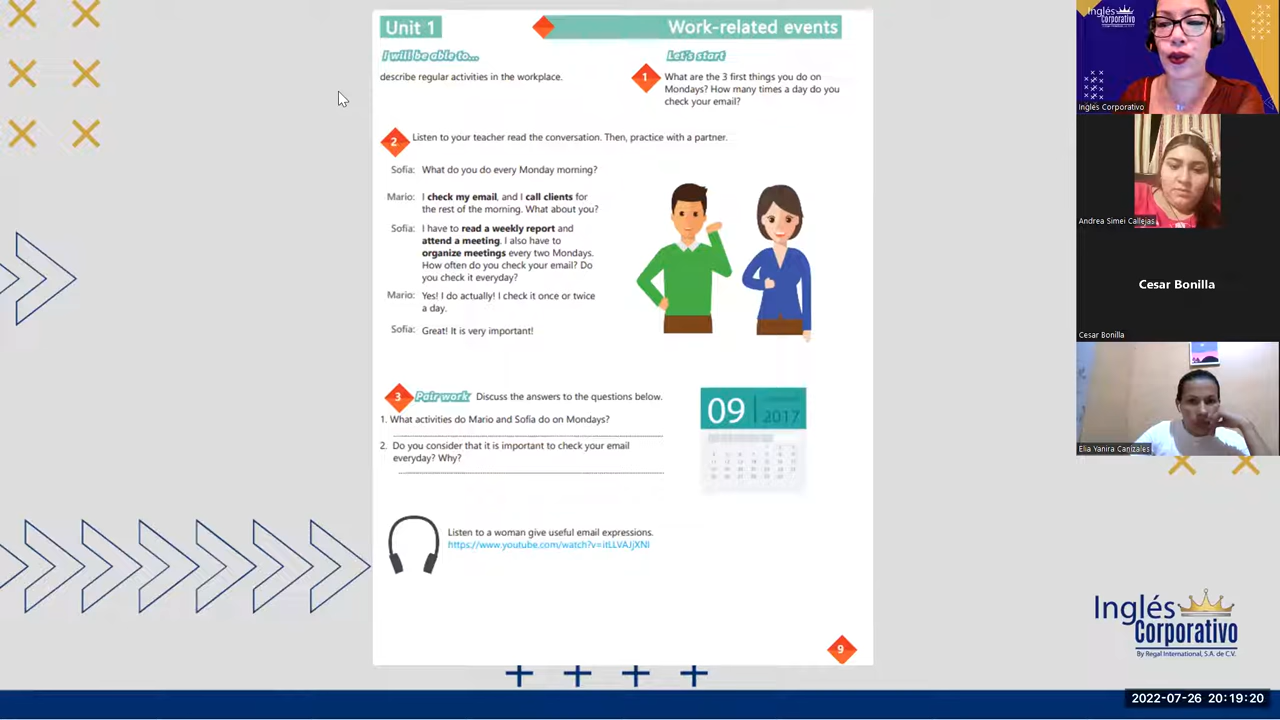 Unit 1
Work-related events
I will be able to...
describe regular activities in the workplace.
Let's start
1
What are the 3 first things you do on
Mondays? How many times a day do you
check your email?
2
Listen to your teacher read the conversation. Then, practice with a partner.
Sofía: What do you do every Monday morning?
Mario: I check my email, and I call clients for
the rest of the morning. What about you?
Sofía: I have to read a weekly report and
attend a meeting. I also have to
organize meetings every two Mondays.
How often do you check your email? Do
you check it everyday?
Mario: Yes! I do actually! I check it once or twice
a day.
Sofía: Great! It is very important!
3
Pair work Discuss the answers to the questions below.
1. What activities do Mario and Sofia do on Mondays?
2. Do you consider that it is important to check your email
everyday? Why?
09
2017
Listen to a woman give useful email expressions.
https://www.youtube.com/watch?v=itLLVAJjXNI
9
Inglés
Corporativo
Inglés Corporativo
Andrea Simei Callejas
Cesar Bonilla
Cesar Bonilla
Elia Yanira Canizales
Inglés
Corporativo
By Regal International, S.A. de C.V.
2022-07-26 20:19:20